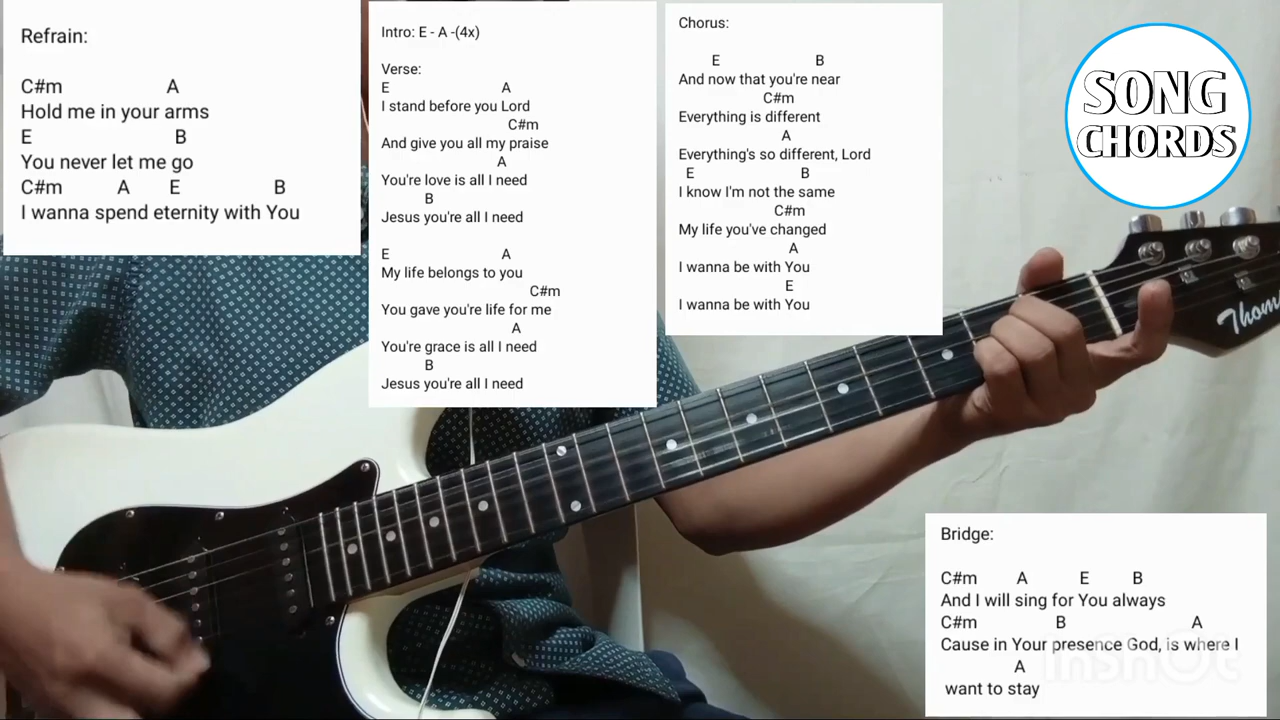 Refrain:
C#m A
Hold me in your arms
E B
You never let me go
C#m A E B
I wanna spend eternity with You
Intro: E - A -(4x)
Verse:
E A
I stand before you Lord
C#m
And give you all my praise
A
You're love is all I need
B
Jesus you're all I need
E A
My life belongs to you
C#m
You gave you're life for me
A
You're grace is all I need
B
Jesus you're all I need
Chorus:
E B
And now that you're near
C#m
Everything is different
A
Everything's so different, Lord
E B
I know I'm not the same
C#m
My life you've changed
A
I wanna be with You
E
I wanna be with You
SONG
CHORDS
Thom
Bridge:
C#m A E B
And I will sing for You always
C#m B A
Cause in Your presence God, is where I
A
want to stay
InShOt